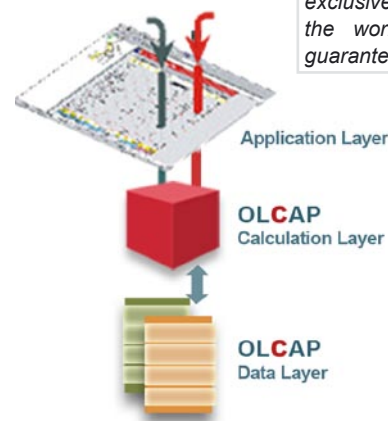 exclusive
the wor
guarante
Application Layer
OLCAP
Calculation Layer
OLCAP
Data Layer